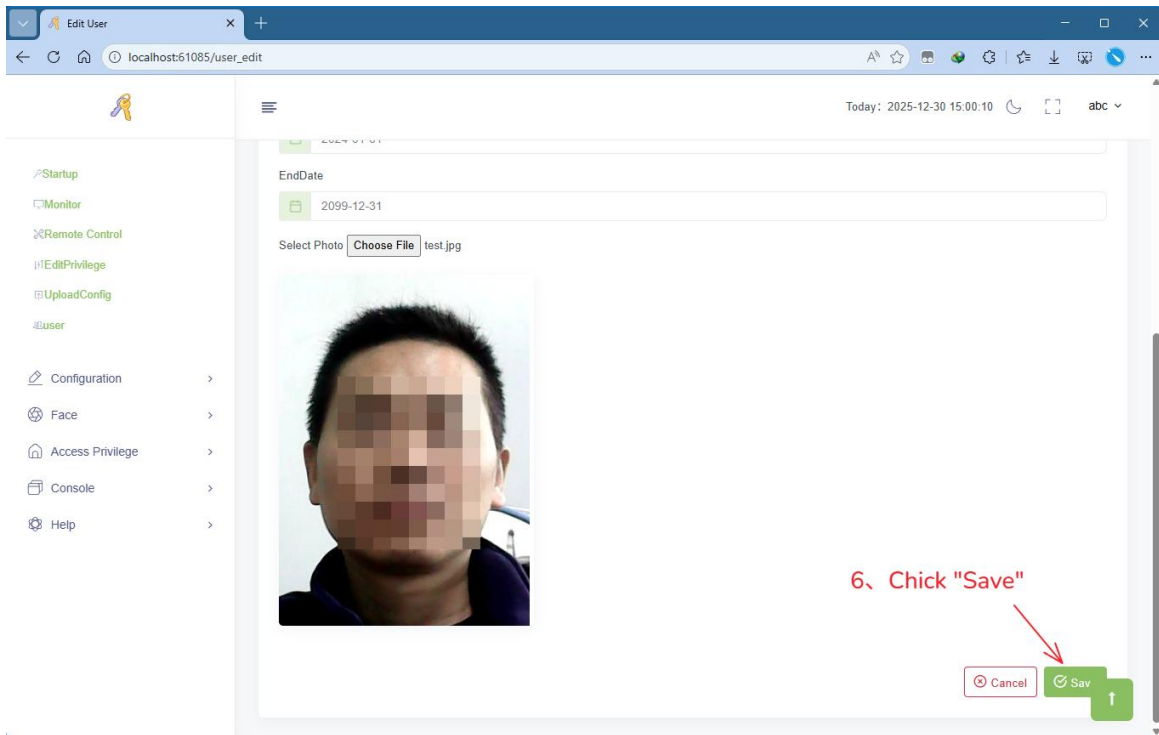 Edit User
localhost:61085/user_edit
Today：2025-12-30 15:00:10
abc
Startup
Monitor
Remote Control
EditPrivilege
UploadConfig
user
Configuration
Face
Access Privilege
Console
Help
EndDate
2099-12-31
Select Photo Choose File test.jpg
6、Chick "Save"
Cancel
Sav